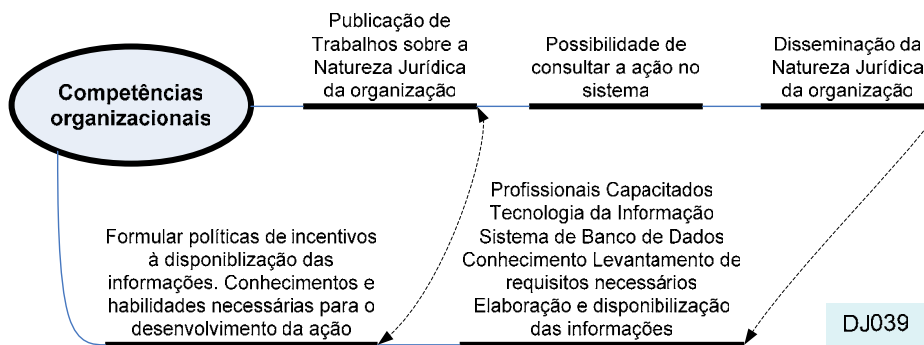 Competências
organizacionais
Publicação de
Trabalhos sobre a
Natureza Jurídica
da organização
Possibilidade de
consultar a ação no
sistema
Disseminação da
Natureza Jurídica
da organização
Formular políticas de incentivos
à disponiblização das
informações. Conhecimentos e
habilidades necessárias para o
desenvolvimento da ação
Profissionais Capacitados
Tecnologia da Informação
Sistema de Banco de Dados
Conhecimento Levantamento de
requisitos necessários
Elaboração e disponibilização
das informações
DJ039